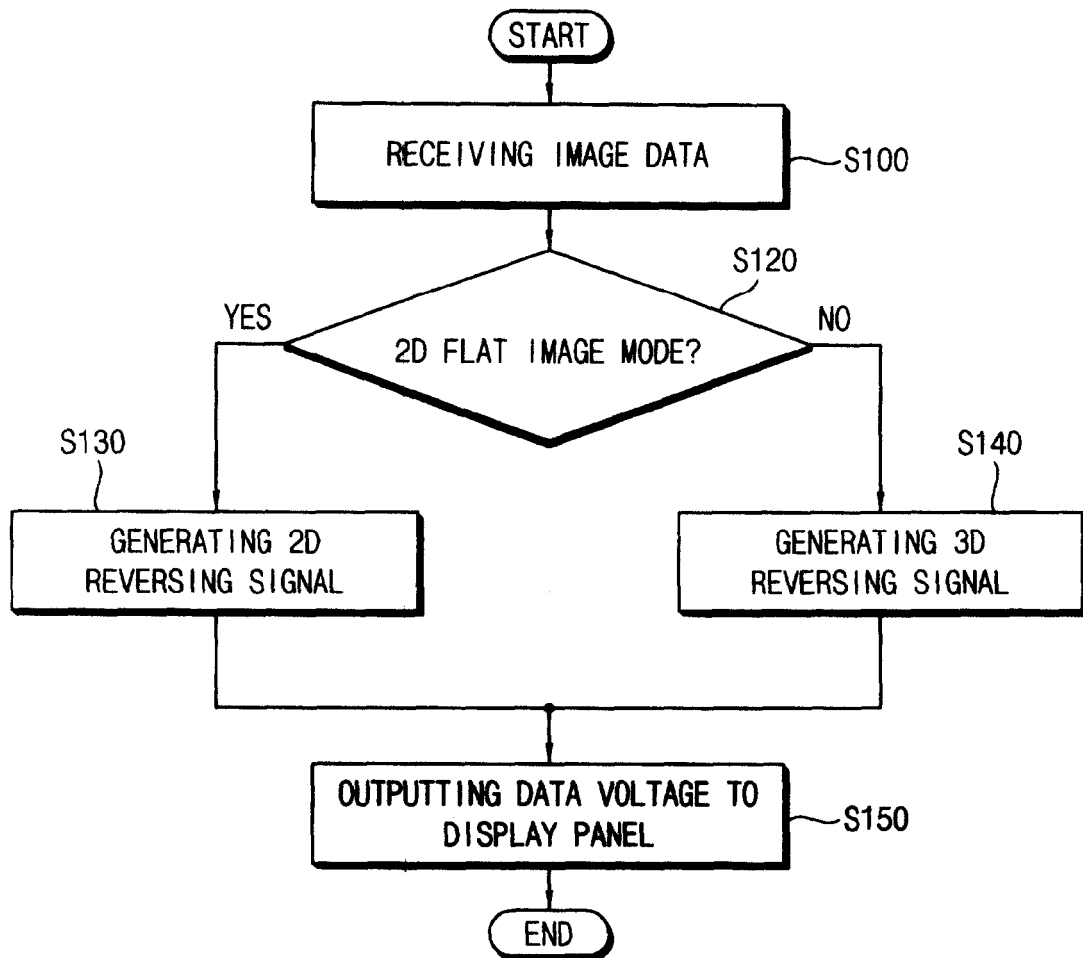 START
RECEIVING IMAGE DATA
S100
S120
YES
NO
2D FLAT IMAGE MODE?
S130
S140
GENERATING 2D
REVERSING SIGNAL
GENERATING 3D
REVERSING SIGNAL
OUTPUTTING DATA VOLTAGE TO
DISPLAY PANEL
S150
END